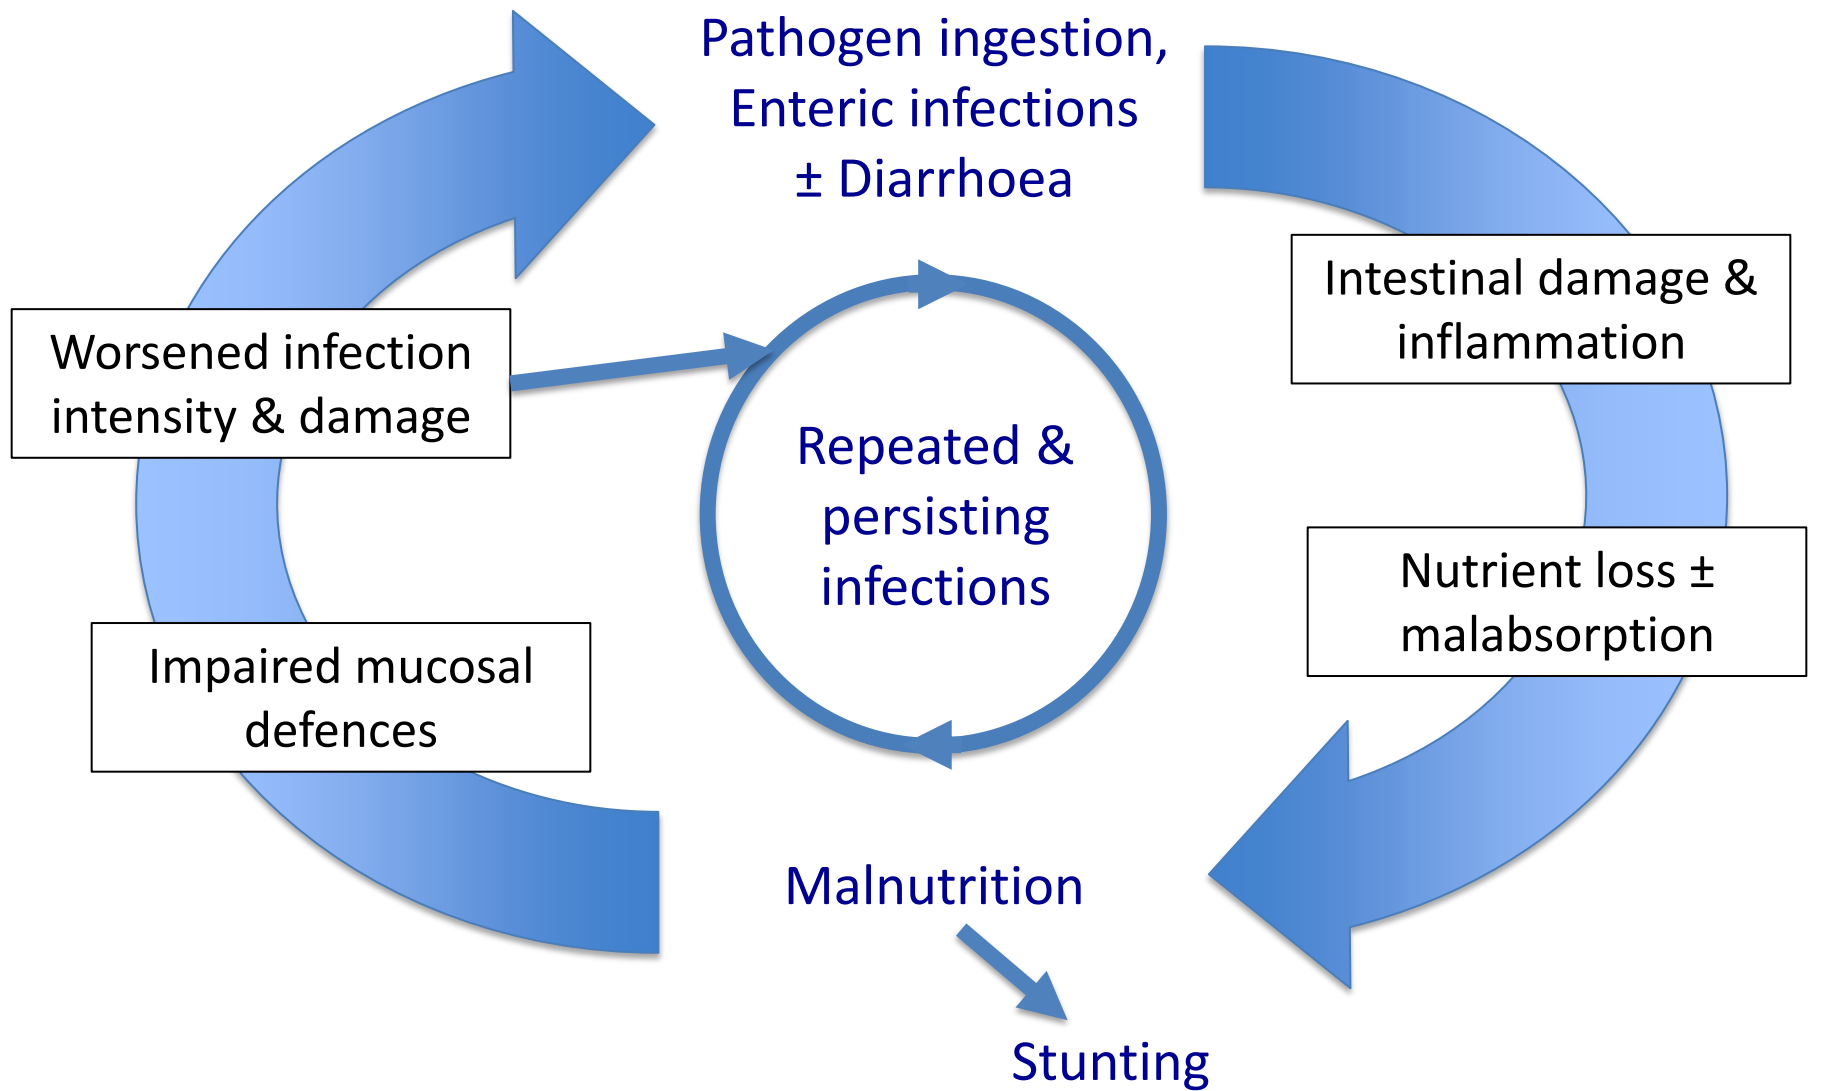 Pathogen ingestion,
Enteric infections
± Diarrhoea
Intestinal damage &
inflammation
Worsened infection
intensity & damage
Repeated &
persisting
infections
Nutrient loss ±
malabsorption
Impaired mucosal
defences
Malnutrition
Stunting